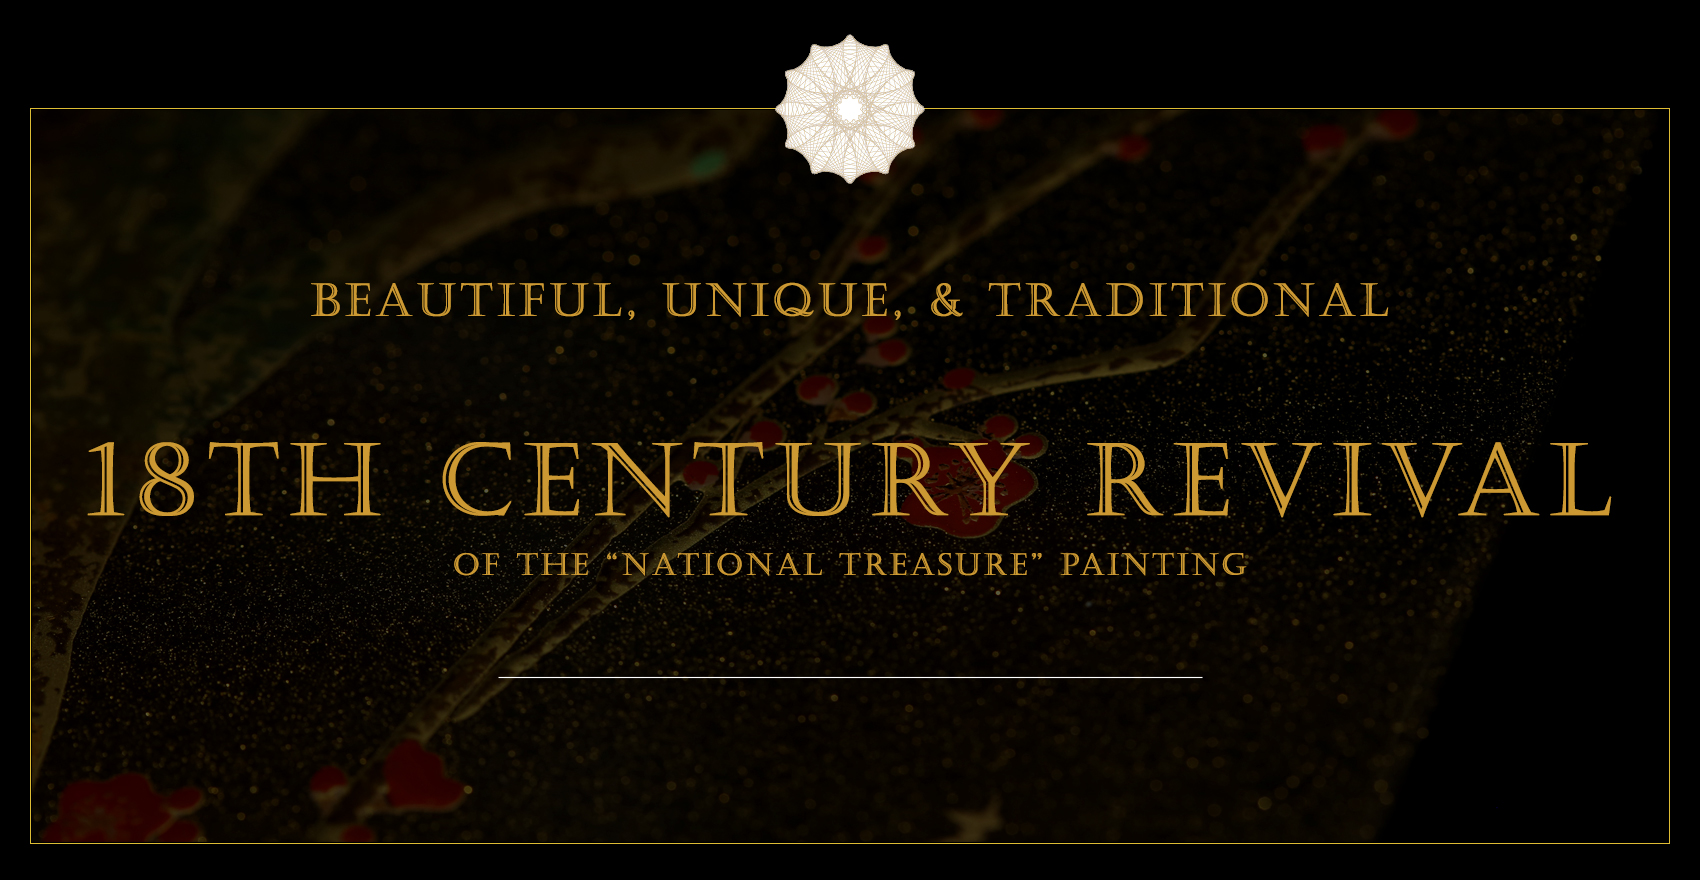 BEAUTIFUL, UNIQUE, & TRADITIONAL
18TH CENTURY REVIVAL
OF THE “NATIONAL TREASURE” PAINTING